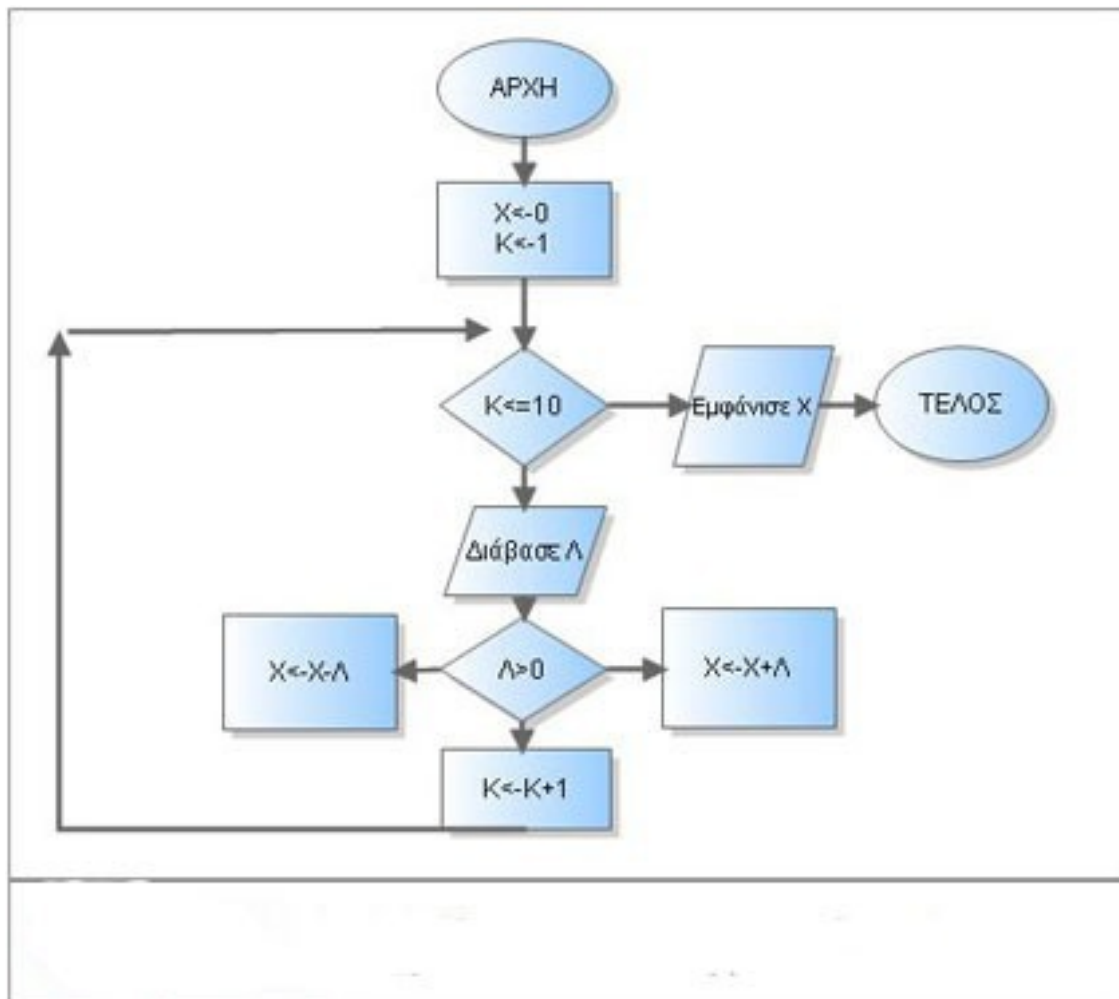 ΑΡΧΗ
Χ<-0
Κ<-1
Κ<=10
Εμφάνισε Χ
ΤΕΛΟΣ
Διάβασε Λ
Χ<-Χ-Λ
Λ>0
Χ<-Χ+Λ
Κ<-Κ+1